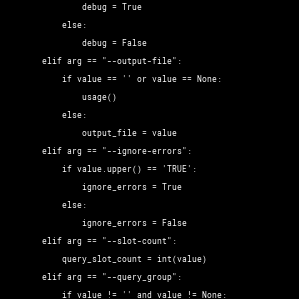 debug = True
else:
debug = False
elif arg == "--output-file":
if value == '' or value == None:
usage()
else:
output_file = value
elif arg == "--ignore-errors":
if value.upper() == 'TRUE':
ignore_errors = True
else:
ignore_errors = False
elif arg == "--slot-count":
query_slot_count = int(value)
elif arg == "--query_group":
if value != '' and value != None: